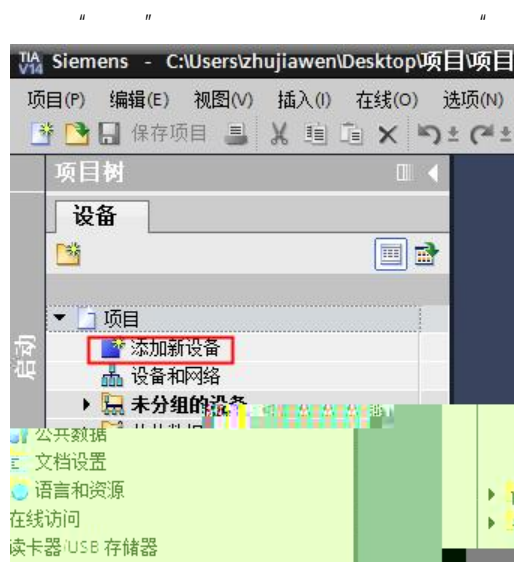 “ ” “
TIA V14 Siemens - C:\Users\zhujiawen\Desktop\项目\项目
项目(P) 编辑(E) 视图(V) 插入(I) 在线(O) 选项(N)
保存项目
项目树
设备
项目
添加新设备
设备和网络
未分组的设备
公共数据
文档设置
语言和资源
在线访问
读卡器/USB 存储器
启动